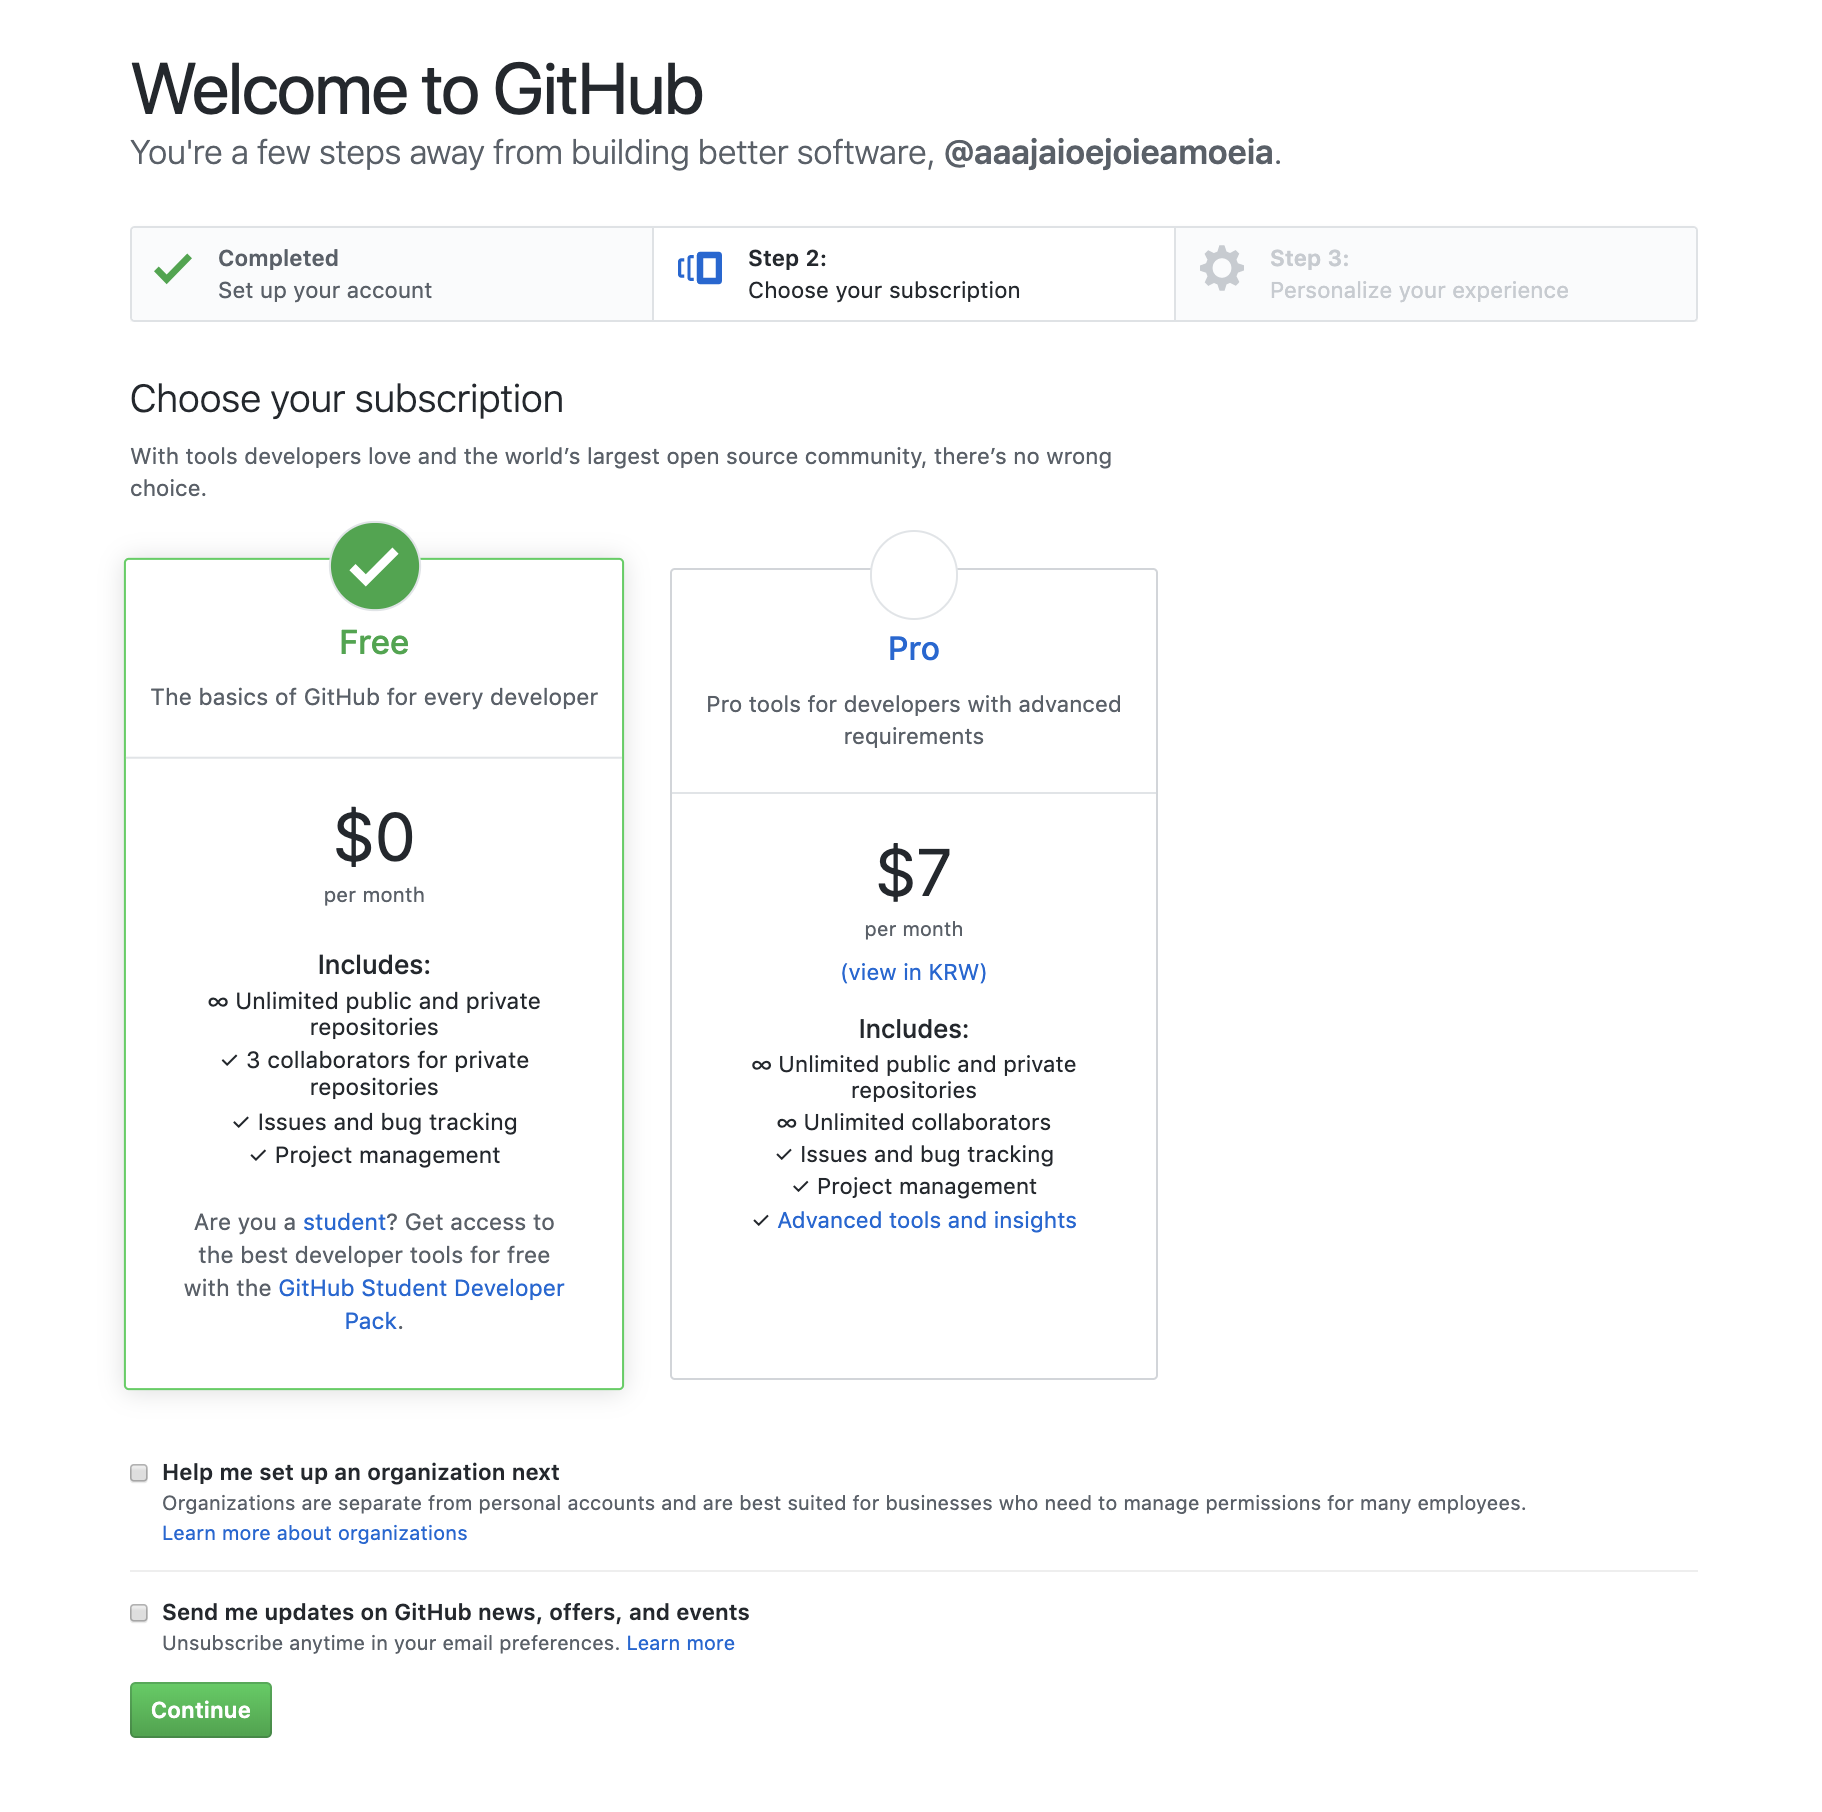 Welcome to GitHub
You're a few steps away from building better software, @aaajaioejoieamoeia.
Completed
Set up your account
Step 2:
Choose your subscription
Step 3:
Personalize your experience
Choose your subscription
With tools developers love and the world’s largest open source community, there’s no wrong
choice.
Free
The basics of GitHub for every developer
$0
per month
Includes:
∞ Unlimited public and private
repositories
✓ 3 collaborators for private
repositories
✓ Issues and bug tracking
✓ Project management
Are you a student? Get access to
the best developer tools for free
with the GitHub Student Developer
Pack.
Pro
Pro tools for developers with advanced
requirements
$7
per month
(view in KRW)
Includes:
∞ Unlimited public and private
repositories
∞ Unlimited collaborators
✓ Issues and bug tracking
✓ Project management
✓ Advanced tools and insights
Help me set up an organization next
Organizations are separate from personal accounts and are best suited for businesses who need to manage permissions for many employees.
Learn more about organizations
Send me updates on GitHub news, offers, and events
Unsubscribe anytime in your email preferences. Learn more
Continue